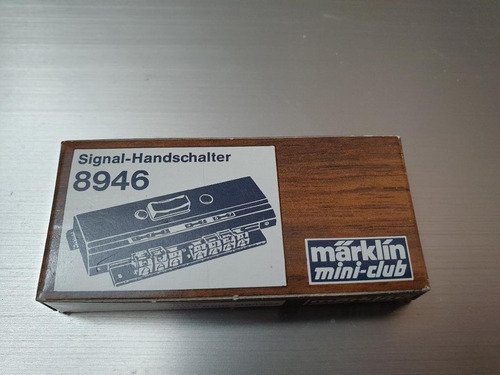 Signal-Handschalter
8946
märklin
mini-club